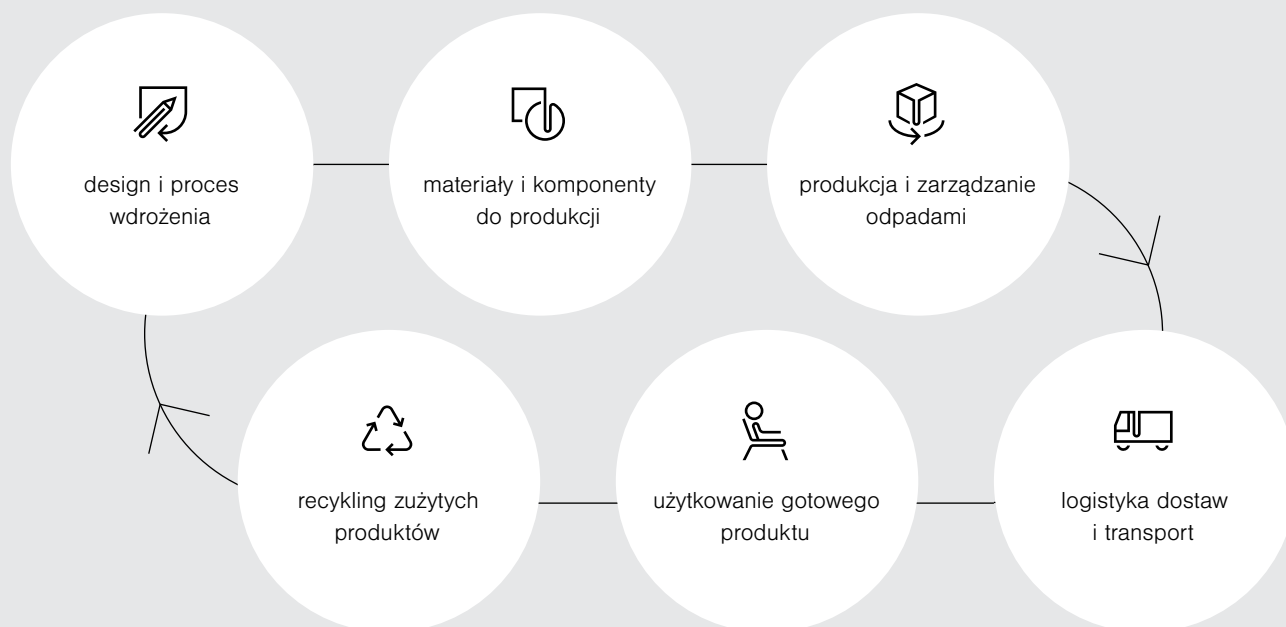 design i proces
wdrożenia
materiały i komponenty
do produkcji
produkcja i zarządzanie
odpadami
recykling zużytych
produktów
użytkowanie gotowego
produktu
logistyka dostaw
i transport